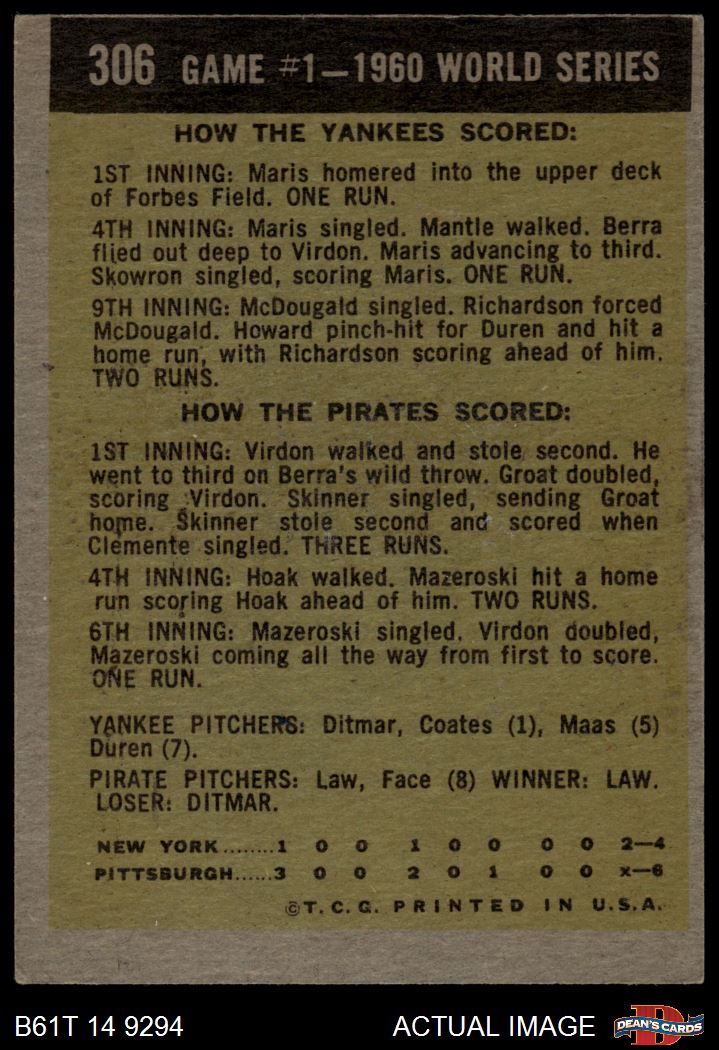 306 GAME #1—1960 WORLD SERIES
HOW THE YANKEES SCORED:
1ST INNING: Maris homered into the upper deck
of Forbes Field. ONE RUN.
4TH INNING: Maris singled. Mantle walked. Berra
flied out deep to Virdon. Maris advancing to third.
Skowron singled, scoring Maris. ONE RUN.
9TH INNING: McDougald singled. Richardson forced
McDougald. Howard pinch-hit for Duren and hit a
home run, with Richardson scoring ahead of him.
TWO RUNS.
HOW THE PIRATES SCORED:
1ST INNING: Virdon walked and stole second. He
went to third on Berra's wild throw. Groat doubled,
scoring Virdon. Skinner singled, sending Groat
home. Skinner stole second and scored when
Clemente singled. THREE RUNS.
4TH INNING: Hoak walked. Mazeroski hit a home
run scoring Hoak ahead of him. TWO RUNS.
6TH INNING: Mazeroski singled. Virdon doubled,
Mazeroski coming all the way from first to score.
ONE RUN.
YANKEE PITCHERS: Ditmar, Coates (1), Maas (5)
Duren (7).
PIRATE PITCHERS: Law, Face (8) WINNER: LAW.
LOSER: DITMAR.
NEW YORK........1 0 0 1 0 0 0 0 2—4
PITTSBURGH......3 0 0 2 0 1 0 0 x—6
©T.C.G. PRINTED IN U.S.A.
B61T 14 9294 ACTUAL IMAGE D DEAN'S CARDS